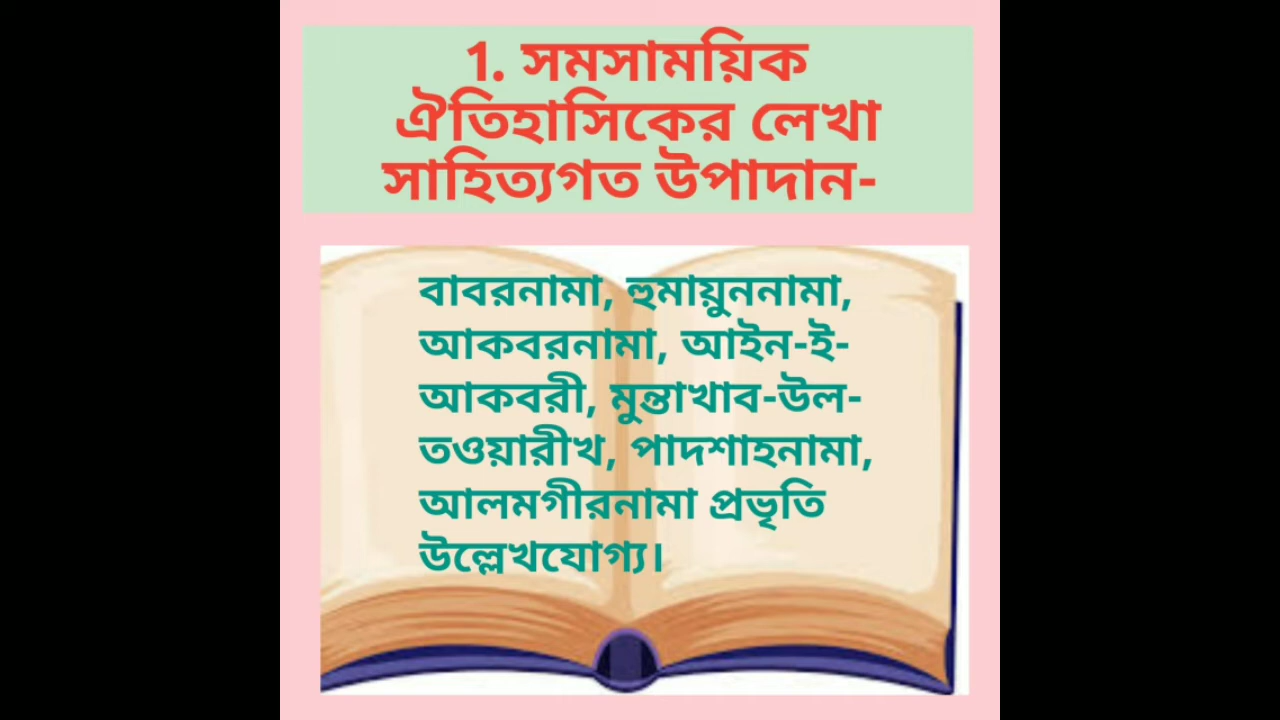 1. সমসাময়িক
ঐতিহাসিকের লেখা
সাহিত্যগত উপাদান-
বাবরনামা, হুমায়ুননামা,
আকবরনামা, আইন-ই-
আকবরী, মুন্তাখাব-উল-
তওয়ারীখ, পাদশাহনামা,
আলমগীরনামা প্রভৃতি
উল্লেখযোগ্য।